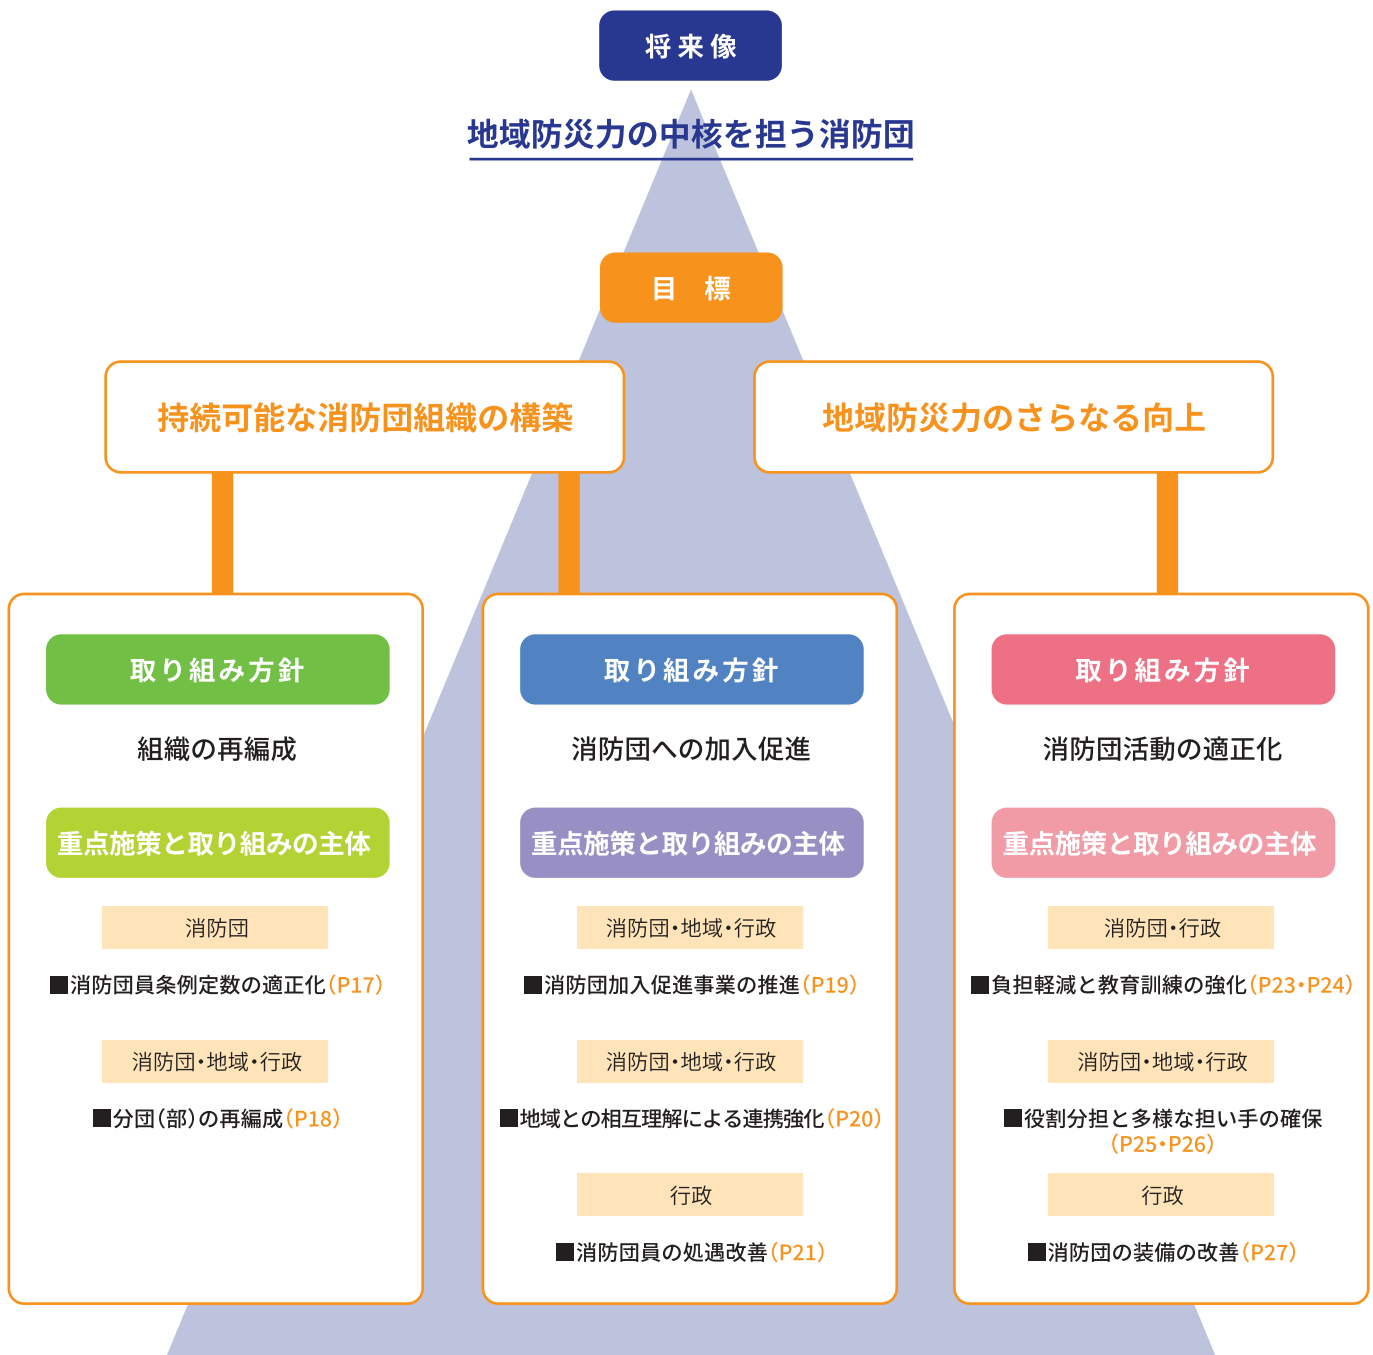 将来像
地域防災力の中核を担う消防団
目　標
持続可能な消防団組織の構築
地域防災力のさらなる向上
取り組み方針
組織の再編成
重点施策と取り組みの主体
消防団
■消防団員条例定数の適正化（P17）
消防団・地域・行政
■分団（部）の再編成（P18）
取り組み方針
消防団への加入促進
重点施策と取り組みの主体
消防団・地域・行政
■消防団加入促進事業の推進（P19）
消防団・地域・行政
■地域との相互理解による連携強化（P20）
行政
■消防団員の処遇改善（P21）
取り組み方針
消防団活動の適正化
重点施策と取り組みの主体
消防団・行政
■負担軽減と教育訓練の強化（P23・P24）
消防団・地域・行政
■役割分担と多様な担い手の確保
（P25・P26）
行政
■消防団の装備の改善（P27）